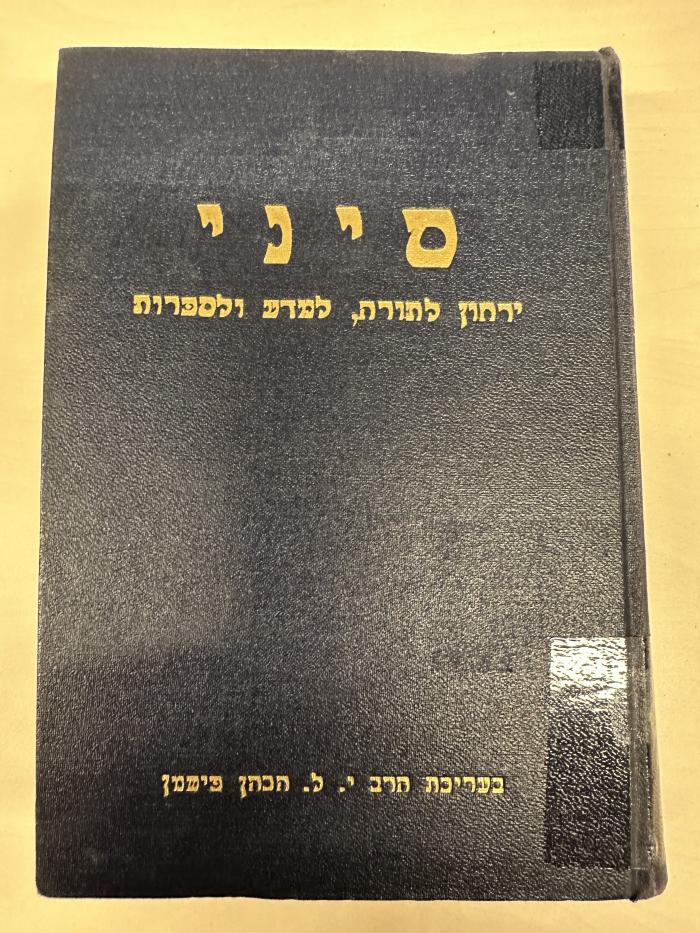 סיני
ירחון לתורה, למדע ולספרות
בעריכת הרב י. ל. הכהן פישמן